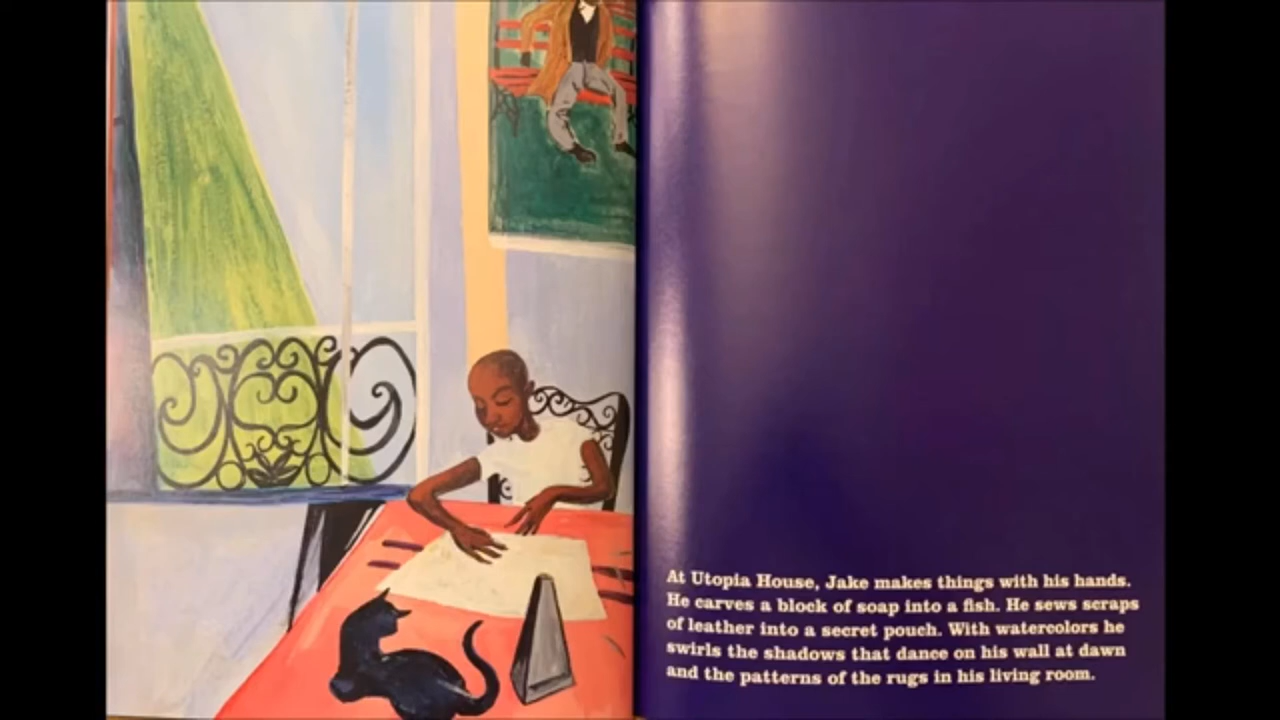 At Utopia House, Jake makes things with his hands.
He carves a block of soap into a fish. He sews scraps
of leather into a secret pouch. With watercolors he
swirls the shadows that dance on his wall at dawn
and the patterns of the rugs in his living room.